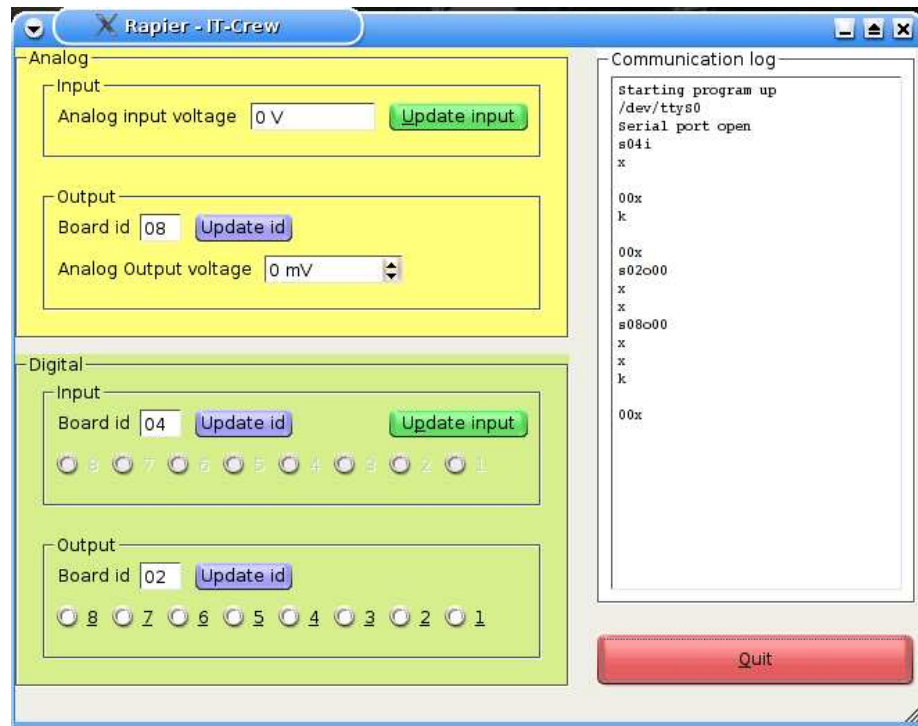 Rapier - IT-Crew
Analog
Input
Analog input voltage 0 V Update input
Output
Board id 08 Update id
Analog Output voltage 0 mV
Digital
Input
Board id 04 Update id Update input
8 7 6 5 4 3 2 1
Output
Board id 02 Update id
8 7 6 5 4 3 2 1
Communication log
Starting program up
/dev/ttyS0
Serial port open
s04i
x
00x
k
00x
s02o00
x
x
s08o00
x
x
k
00x
Quit